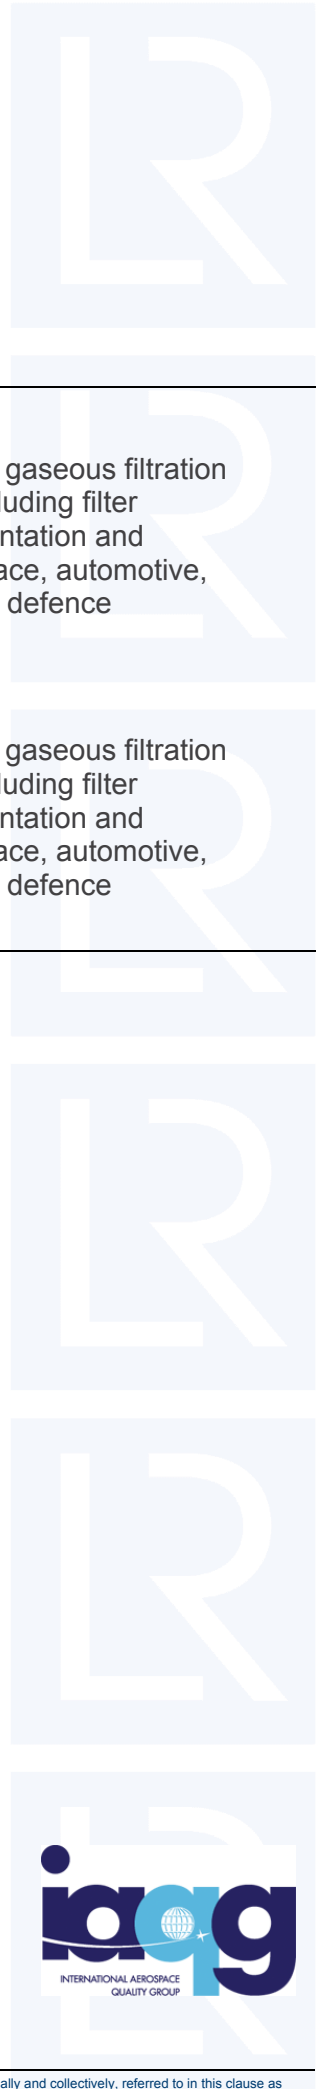 gaseous filtration
luding filter
ntation and
ace, automotive,
defence
gaseous filtration
luding filter
ntation and
ace, automotive,
defence
iaqg
INTERNATIONAL AEROSPACE
QUALITY GROUP
ally and collectively, referred to in this clause as